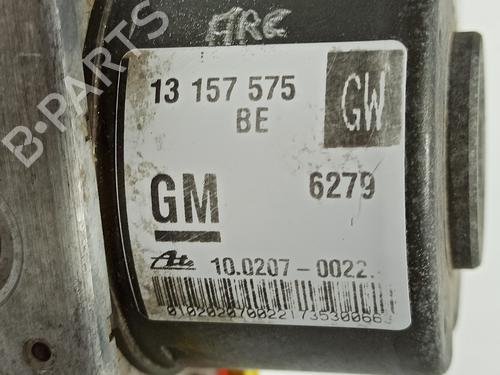 ARG
13 157 575
GW
BE
GM
6279
Ate 10.0207-0022.
B-PARTS